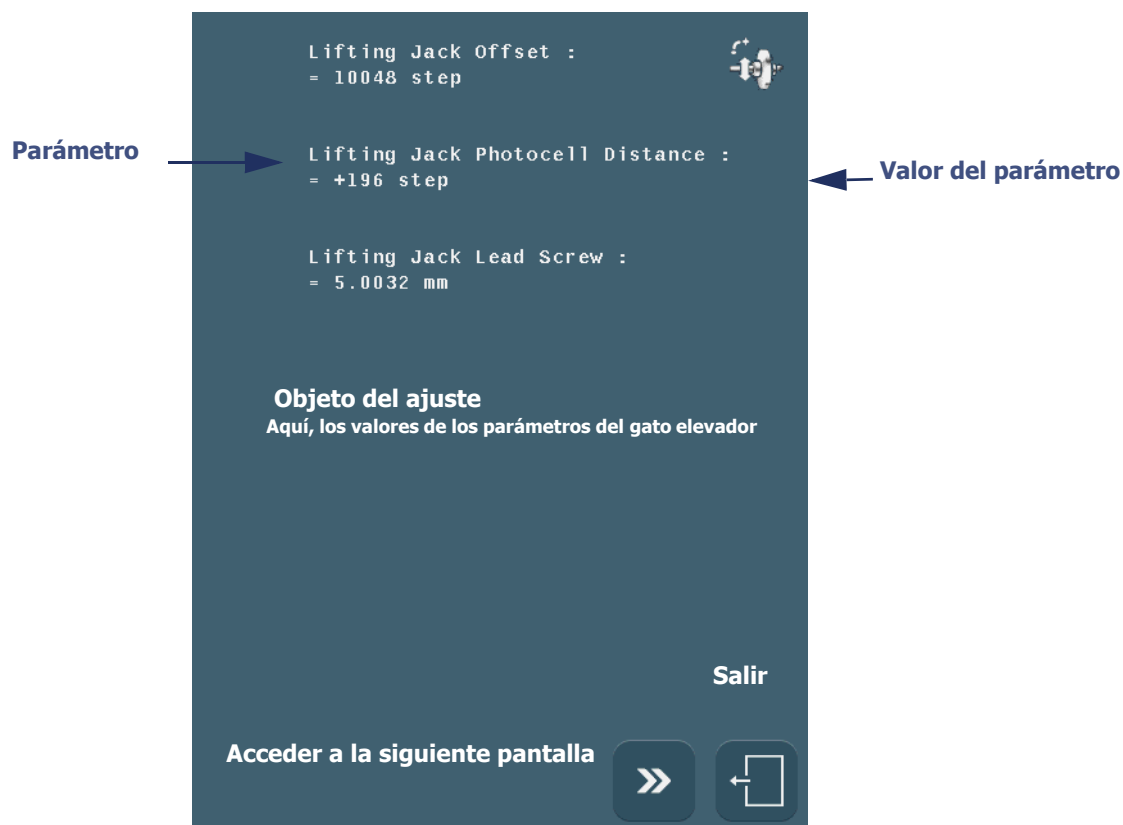 Lifting Jack Offset :
= 10048 step
Parámetro
Lifting Jack Photocell Distance :
= +196 step
Valor del parámetro
Lifting Jack Lead Screw :
= 5.0032 mm
Objeto del ajuste
Aquí, los valores de los parámetros del gato elevador
Salir
Acceder a la siguiente pantalla